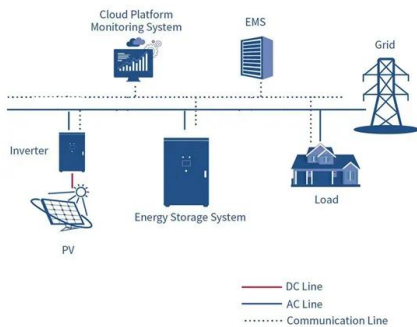 Cloud Platform
Monitoring System
EMS
Grid
Inverter
Energy Storage System
Load
PV
DC Line
AC Line
Communication Line